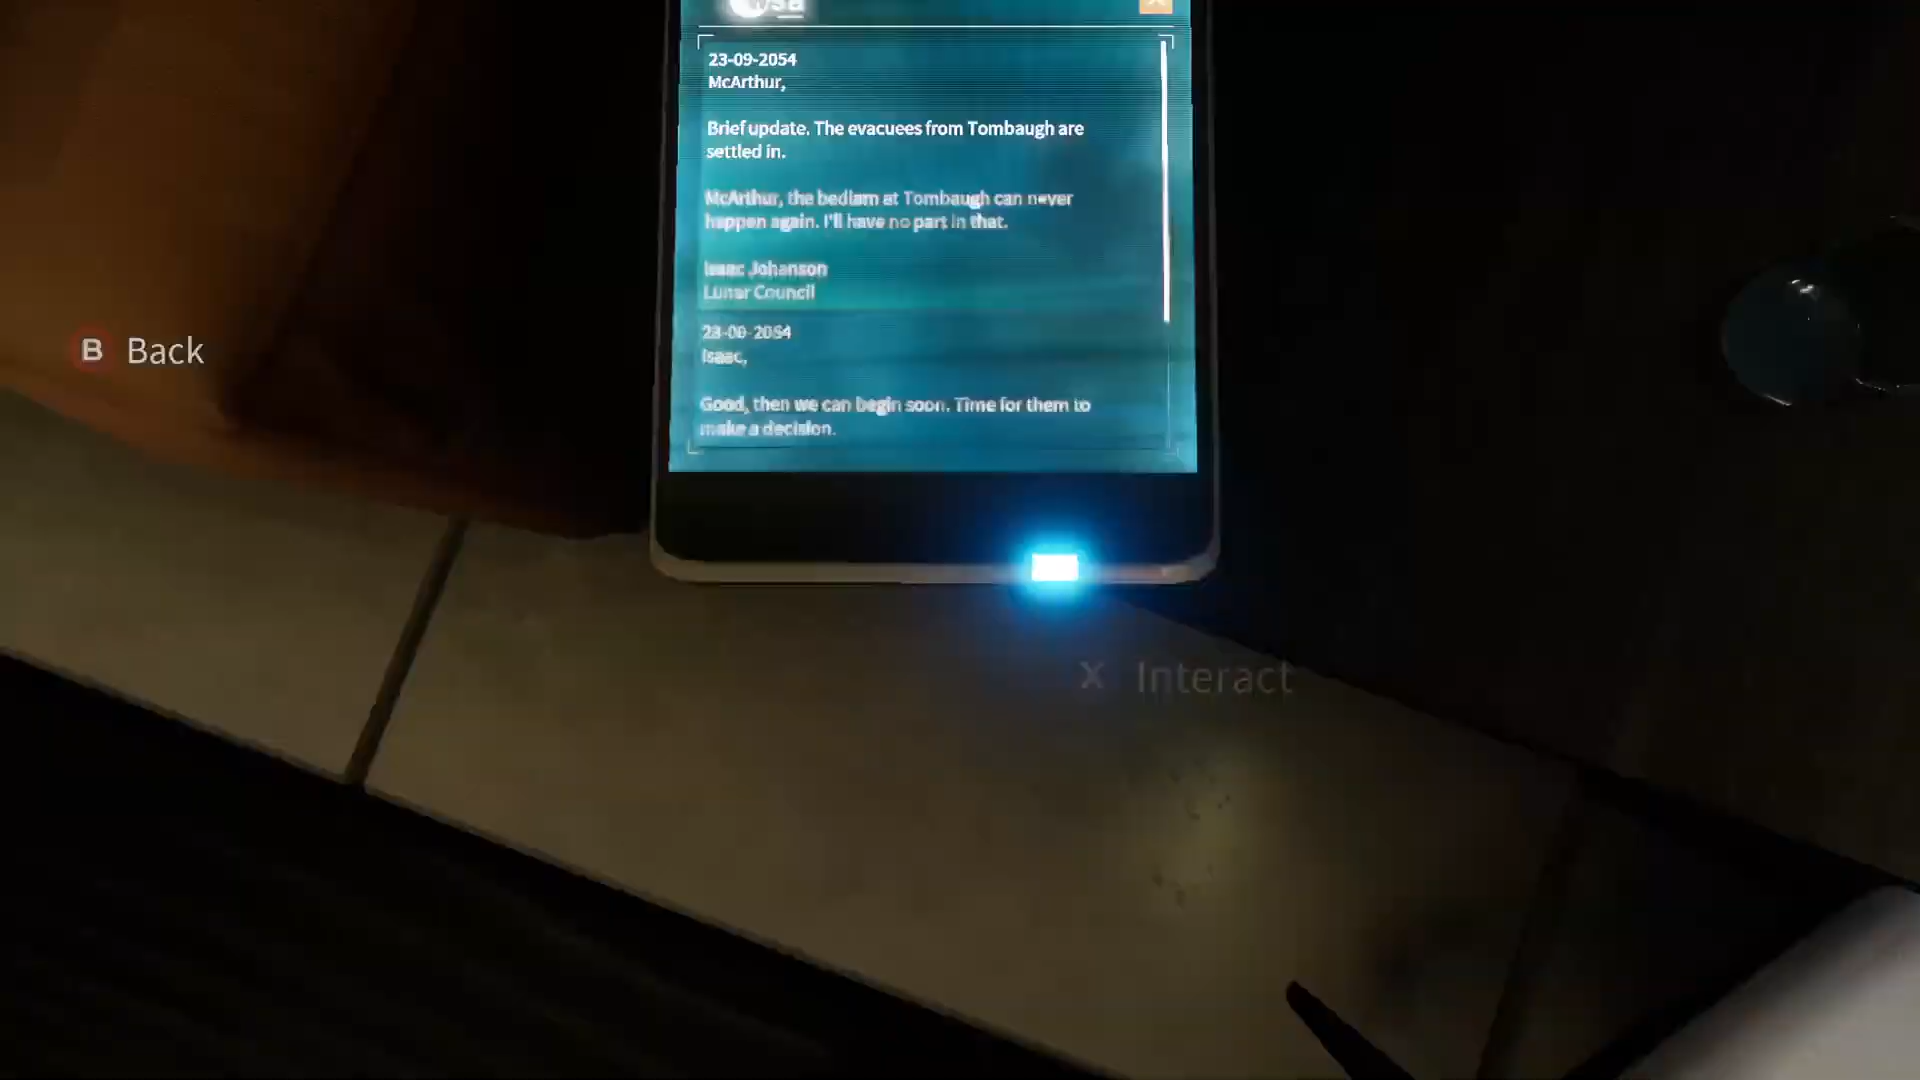 23-09-2054
McArthur,
Brief update. The evacuees from Tombaugh are
settled in.
McArthur, the bedlam at Tombaugh can never
happen again. I'll have no part in that.
Isaac Johanson
Lunar Council
23-09-2054
Isaac,
Good, then we can begin soon. Time for them to
make a decision.
B Back
X Interact